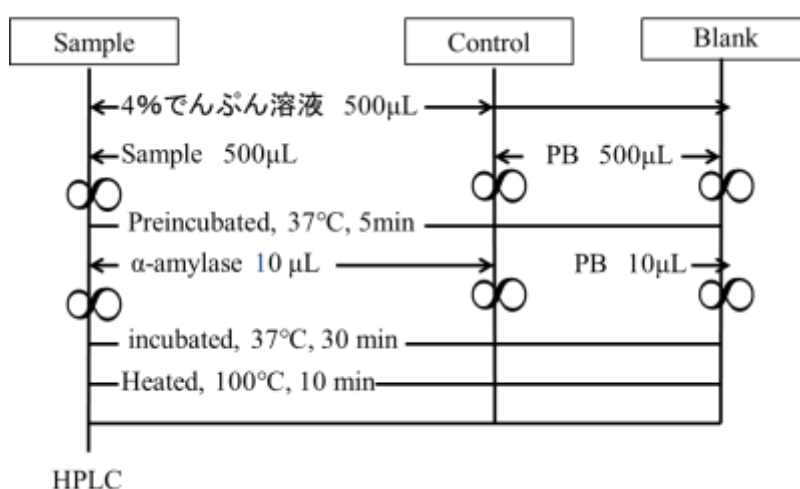 Sample Control Blank
4%でんぷん溶液 500μL
Sample 500μL PB 500μL
Preincubated, 37℃, 5min
α-amylase 10 μL PB 10μL
incubated, 37℃, 30 min
Heated, 100℃, 10 min
HPLC